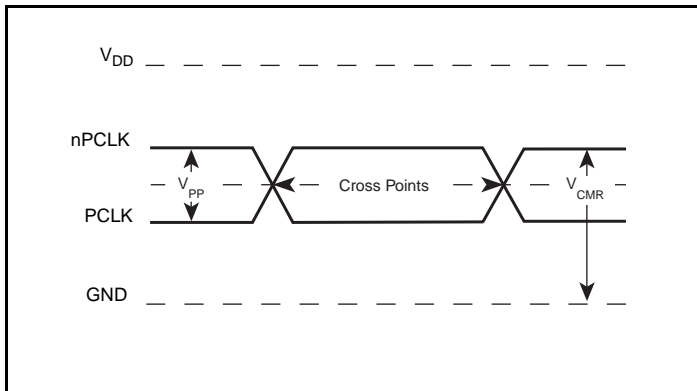 VDD
nPCLK
VPP
Cross Points
VCMR
PCLK
GND